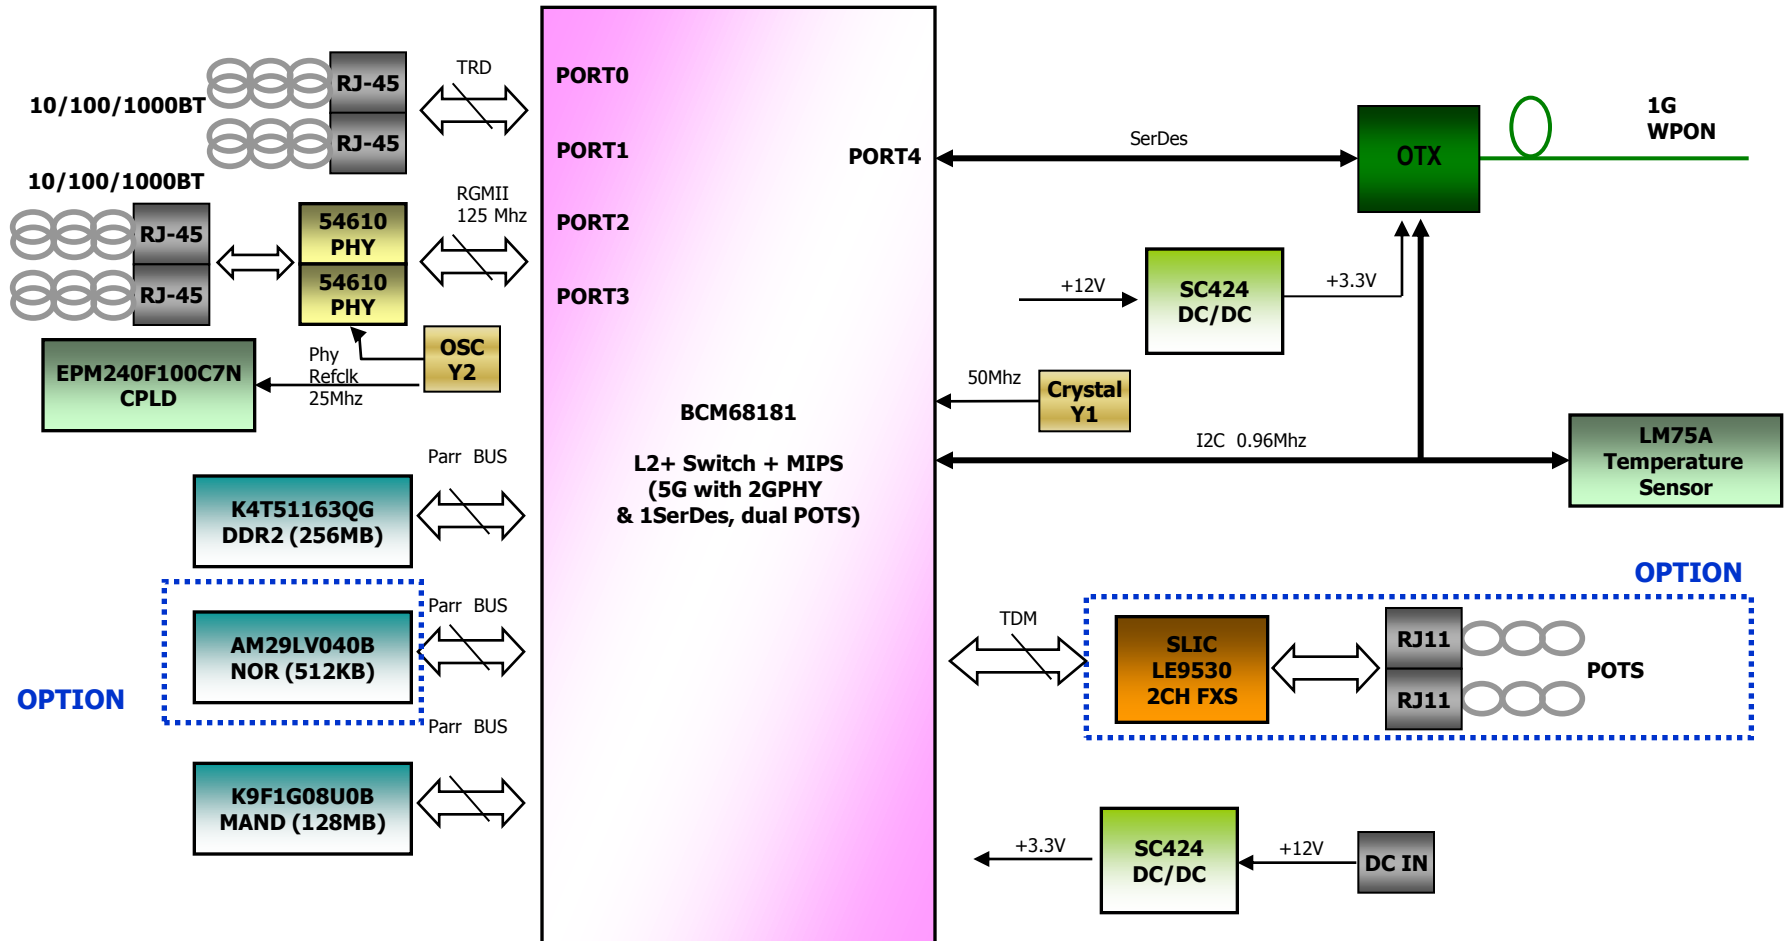 TRD
RJ-45
10/100/1000BT
RJ-45
PORT0
PORT1
10/100/1000BT
RGMII
125 Mhz
RJ-45
RJ-45
54610
PHY
54610
PHY
PORT2
PORT3
OSC
Y2
Phy
Refclk
25Mhz
EPM240F100C7N
CPLD
Parr BUS
K4T51163QG
DDR2 (256MB)
Parr BUS
AM29LV040B
NOR (512KB)
OPTION
Parr BUS
K9F1G08U0B
MAND (128MB)
BCM68181
L2+ Switch + MIPS
(5G with 2GPHY
& 1SerDes, dual POTS)
PORT4
SerDes
OTX
1G
WPON
+12V
SC424
DC/DC
+3.3V
50Mhz
Crystal
Y1
I2C 0.96Mhz
LM75A
Temperature
Sensor
OPTION
TDM
SLIC
LE9530
2CH FXS
RJ11
RJ11
POTS
+3.3V
SC424
DC/DC
+12V
DC IN